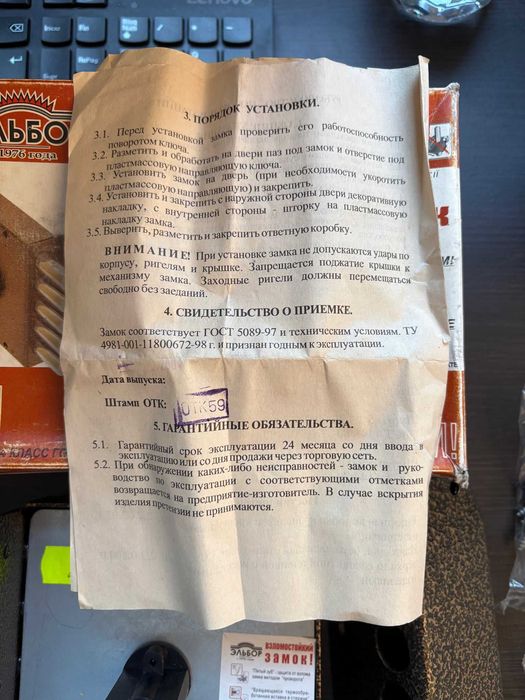 lenovo
ЭЛЬБОР
1976 года
А КЛАСС
3. ПОРЯДОК УСТАНОВКИ.
3.1. Перед установкой замка проверить его работоспособность
поворотом ключа.
3.2. Разметить и обработать на двери паз под замок и отверстие под
пластмассовую направляющую ключа.
3.3. Установить замок на дверь (при необходимости укоротить
пластмассовую направляющую) и закрепить.
3.4. Установить и закрепить с наружной стороны двери декоративную
накладку, с внутренней стороны - шторку на пластмассовую
накладку замка.
3.5. Выверить, разметить и закрепить ответную коробку.
ВНИМАНИЕ! При установке замка не допускаются удары по
корпусу, ригелям и крышке. Запрещается поджатие крышки к
механизму замка. Заходные ригели должны перемещаться
свободно без заеданий.
4. СВИДЕТЕЛЬСТВО О ПРИЕМКЕ.
Замок соответствует ГОСТ 5089-97 и техническим условиям. ТУ
4981-001-11800672-98 г. и признан годным к эксплуатации.
Дата выпуска:
Штамп ОТК: ОТК59
5. ГАРАНТИЙНЫЕ ОБЯЗАТЕЛЬСТВА.
5.1. Гарантийный срок эксплуатации 24 месяца со дня ввода в
эксплуатацию или со дня продажи через торговую сеть.
5.2. При обнаружении каких-либо неисправностей - замок и руко-
водство по эксплуатации с соответствующими отметками
возвращается на предприятие-изготовитель. В случае вскрытия
изделия претензии не принимаются.
ЭЛЬБОР
ВЗЛОМОСТОЙКИЙ
ЗАМОК!